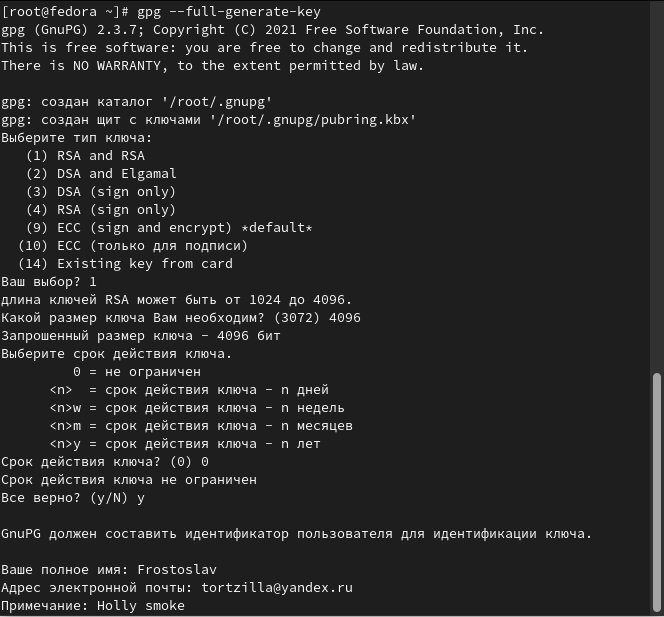 [root@fedora ~]# gpg --full-generate-key
gpg (GnuPG) 2.3.7; Copyright (C) 2021 Free Software Foundation, Inc.
This is free software: you are free to change and redistribute it.
There is NO WARRANTY, to the extent permitted by law.

gpg: создан каталог '/root/.gnupg'
gpg: создан щит с ключами '/root/.gnupg/pubring.kbx'
Выберите тип ключа:
   (1) RSA and RSA
   (2) DSA and Elgamal
   (3) DSA (sign only)
   (4) RSA (sign only)
   (9) ECC (sign and encrypt) *default*
  (10) ECC (только для подписи)
  (14) Existing key from card
Ваш выбор? 1
длина ключей RSA может быть от 1024 до 4096.
Какой размер ключа Вам необходим? (3072) 4096
Запрошенный размер ключа - 4096 бит
Выберите срок действия ключа.
         0 = не ограничен
      <n>  = срок действия ключа - n дней
      <n>w = срок действия ключа - n недель
      <n>m = срок действия ключа - n месяцев
      <n>y = срок действия ключа - n лет
Срок действия ключа? (0) 0
Срок действия ключа не ограничен
Все верно? (y/N) y

GnuPG должен составить идентификатор пользователя для идентификации ключа.

Ваше полное имя: Frostoslav
Адрес электронной почты: tortzilla@yandex.ru
Примечание: Holly smoke